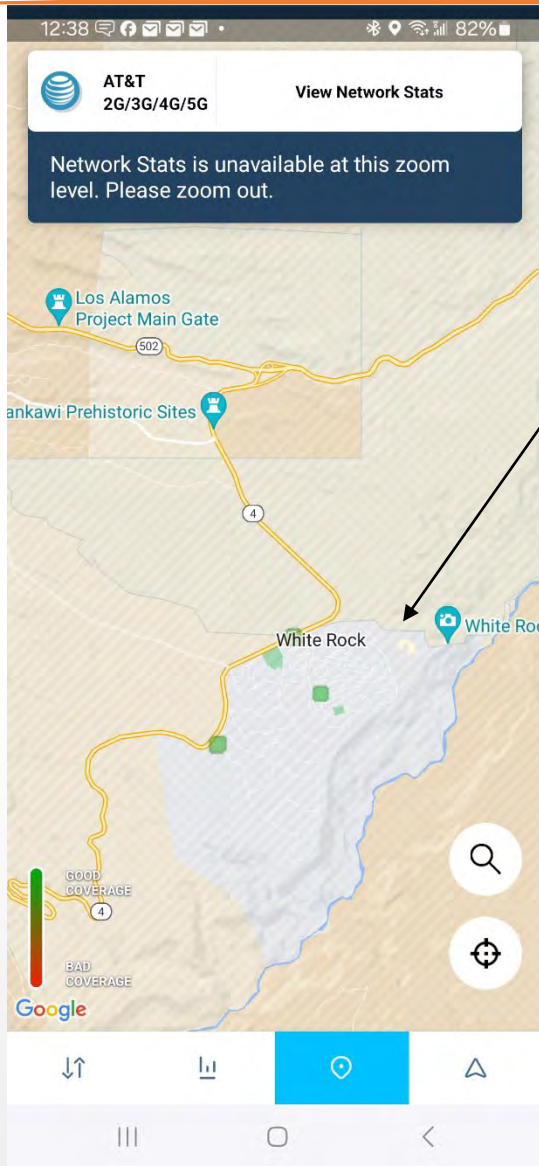 12:38
82%
AT&T
2G/3G/4G/5G
View Network Stats
Network Stats is unavailable at this zoom
level. Please zoom out.
Los Alamos
Project Main Gate
502
ankawi Prehistoric Sites
4
White Rock
White Roc
GOOD
COVERAGE
4
BAD
COVERAGE
Google